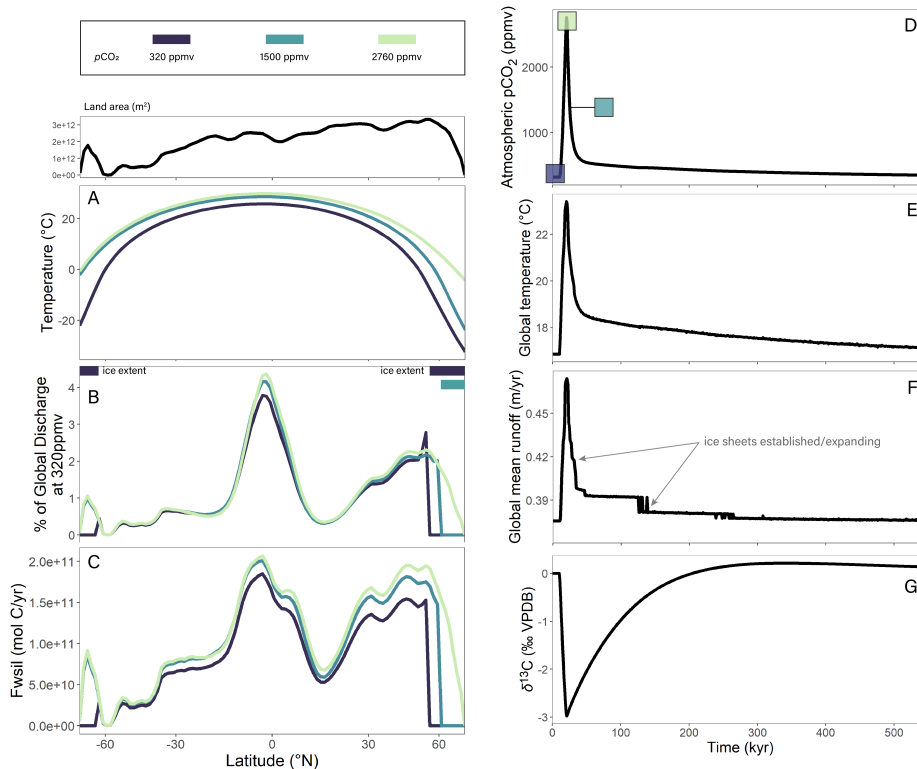 pCO₂ 320 ppmv 1500 ppmv 2760 ppmv
Land area (m²)
3e+12
2e+12
1e+12
0e+00
A
Temperature (°C)
20
0
-20
ice extent ice extent
B
% of Global Discharge
at 320ppmv
4
3
2
1
0
C
Fwsil (mol C/yr)
2.0e+11
1.5e+11
1.0e+11
5.0e+10
0.0e+00
-60 -30 0 30 60
Latitude (°N)
D
Atmospheric pCO₂ (ppmv)
2000
1000
E
Global temperature (°C)
22
20
18
F
Global mean runoff (m/yr)
0.45
0.42
0.39
ice sheets established/expanding
G
δ¹³C (‰ VPDB)
0
-1
-2
-3
0 100 200 300 400 500
Time (kyr)